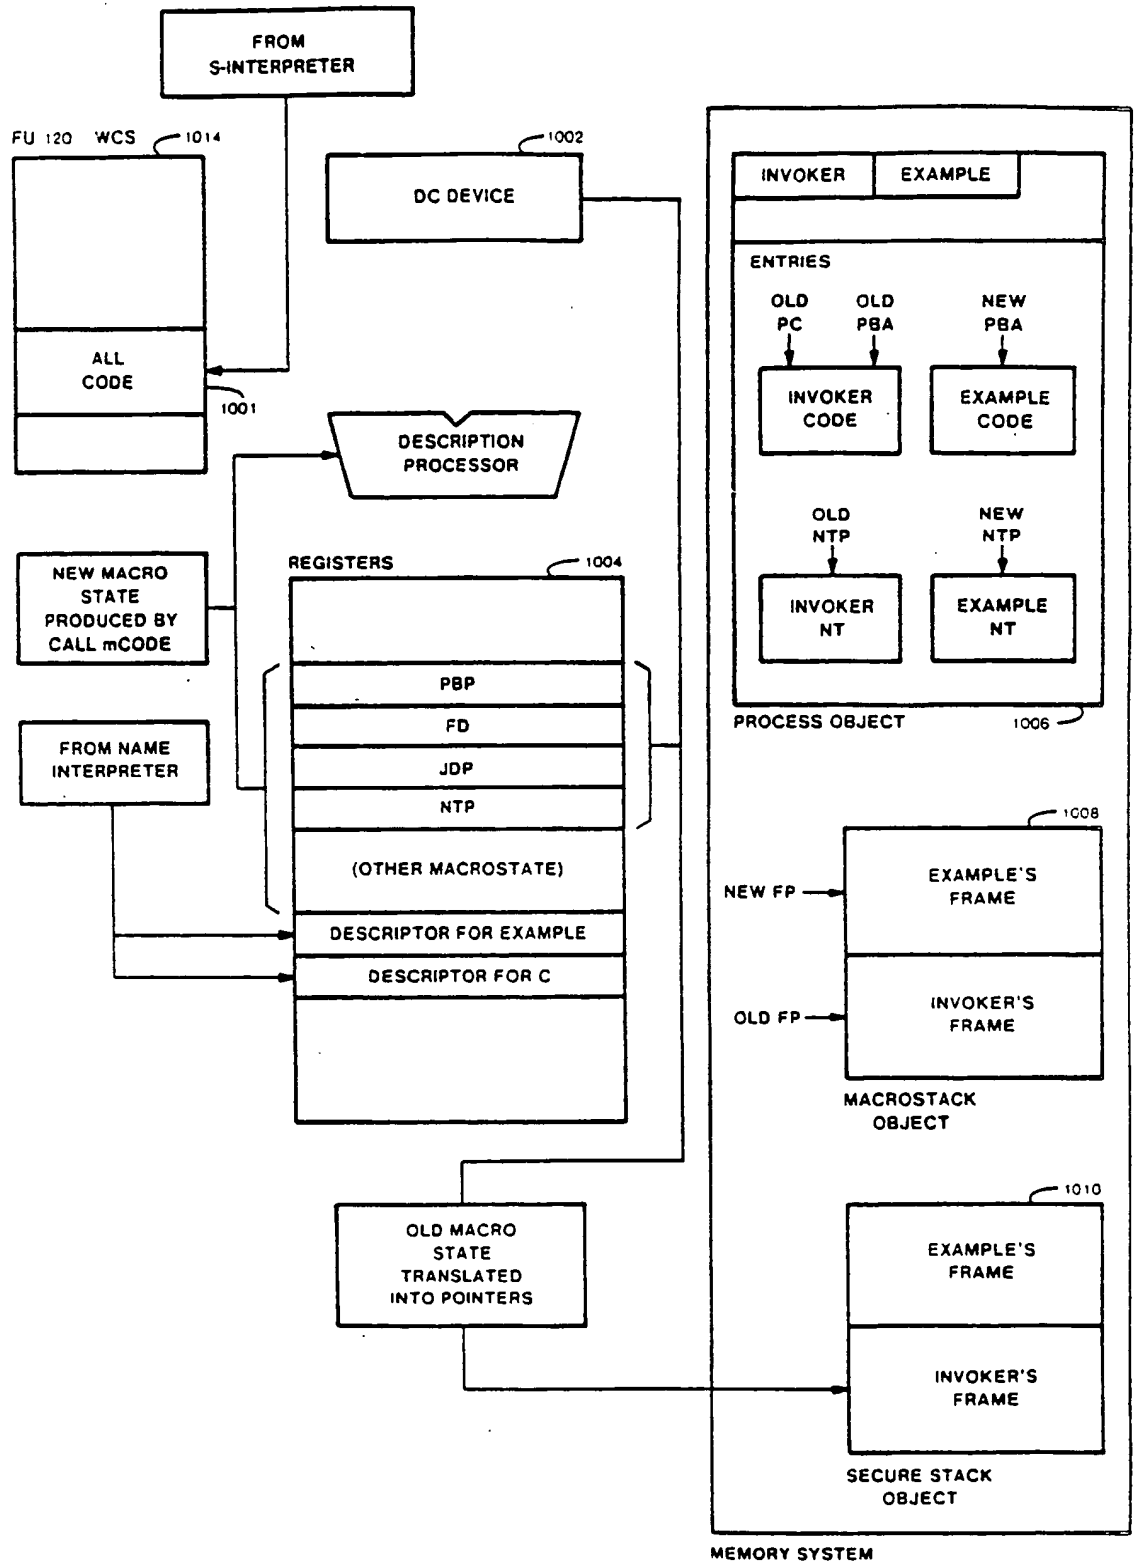 FROM
S-INTERPRETER
FU 120 WCS
1014
ALL
CODE
1001
1002
DC DEVICE
DESCRIPTION
PROCESSOR
NEW MACRO
STATE
PRODUCED BY
CALL mCODE
FROM NAME
INTERPRETER
REGISTERS
1004
PBP
FD
JDP
NTP
(OTHER MACROSTATE)
DESCRIPTOR FOR EXAMPLE
DESCRIPTOR FOR C
OLD MACRO
STATE
TRANSLATED
INTO POINTERS
INVOKER
EXAMPLE
ENTRIES
OLD
PC
OLD
PBA
NEW
PBA
INVOKER
CODE
EXAMPLE
CODE
OLD
NTP
NEW
NTP
INVOKER
NT
EXAMPLE
NT
PROCESS OBJECT
1006
1008
NEW FP
EXAMPLE'S
FRAME
OLD FP
INVOKER'S
FRAME
MACROSTACK
OBJECT
1010
EXAMPLE'S
FRAME
INVOKER'S
FRAME
SECURE STACK
OBJECT
MEMORY SYSTEM